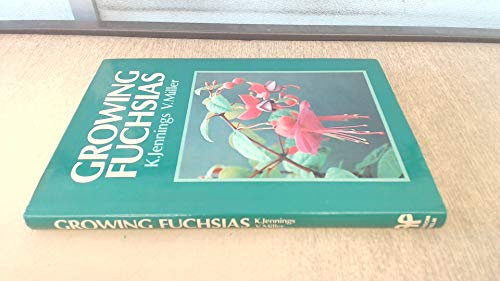 GROWING
FUCHSIAS
K.Jennings V.Miller
GROWING FUCHSIAS K.Jennings
V.Miller